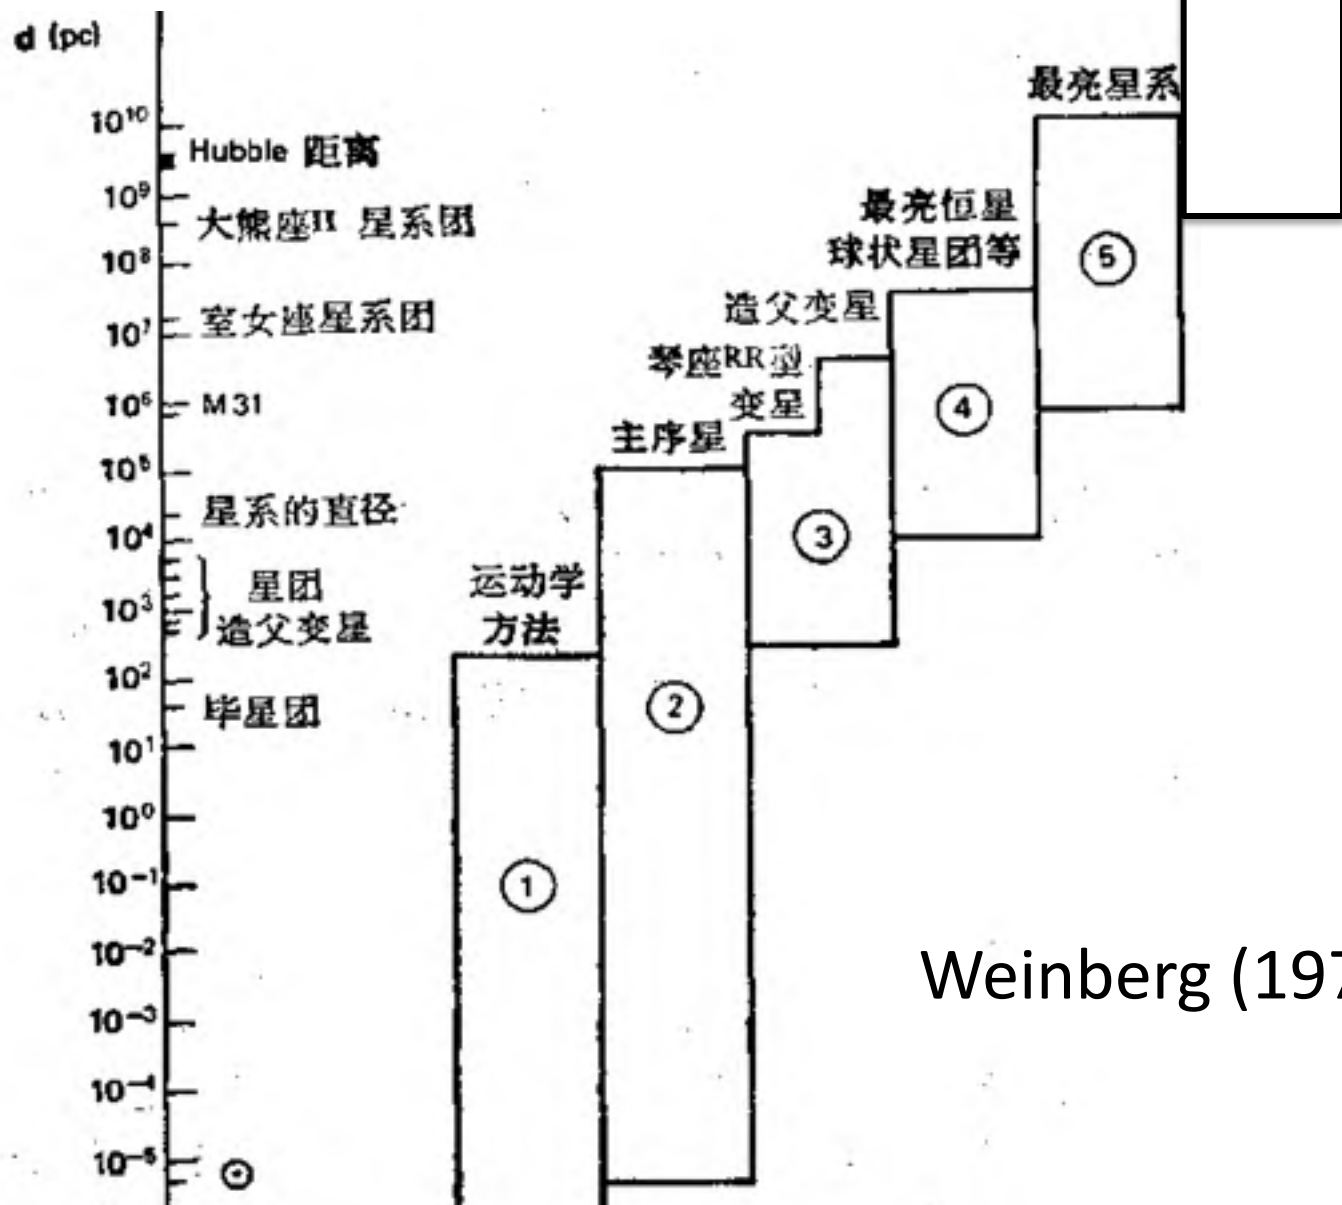 d (pc)
10¹⁰
Hubble 距离
10⁹
大熊座II 星系团
10⁸
室女座星系团
10⁷
10⁶
M31
10⁵
星系的直径
10⁴
星团
10³
造父变星
10²
毕星团
10¹
10⁰
10⁻¹
10⁻²
10⁻³
10⁻⁴
10⁻⁵
⊙
运动学
方法
①
主序星
②
琴座RR型
变星
造父变星
③
最亮恒星
球状星团等
④
最亮星系
⑤
Weinberg (197